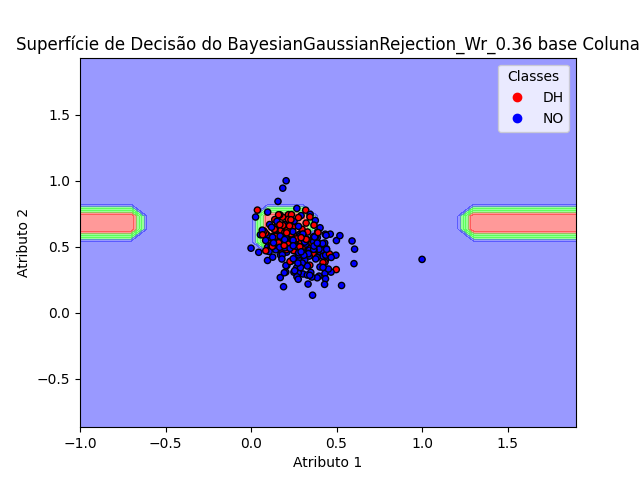 Superfície de Decisão do BayesianGaussianRejection_Wr_0.36 base Coluna
Classes
DH
NO
Atributo 2
1.5
1.0
0.5
0.0
−0.5
−1.0
−0.5
0.0
0.5
1.0
1.5
Atributo 1